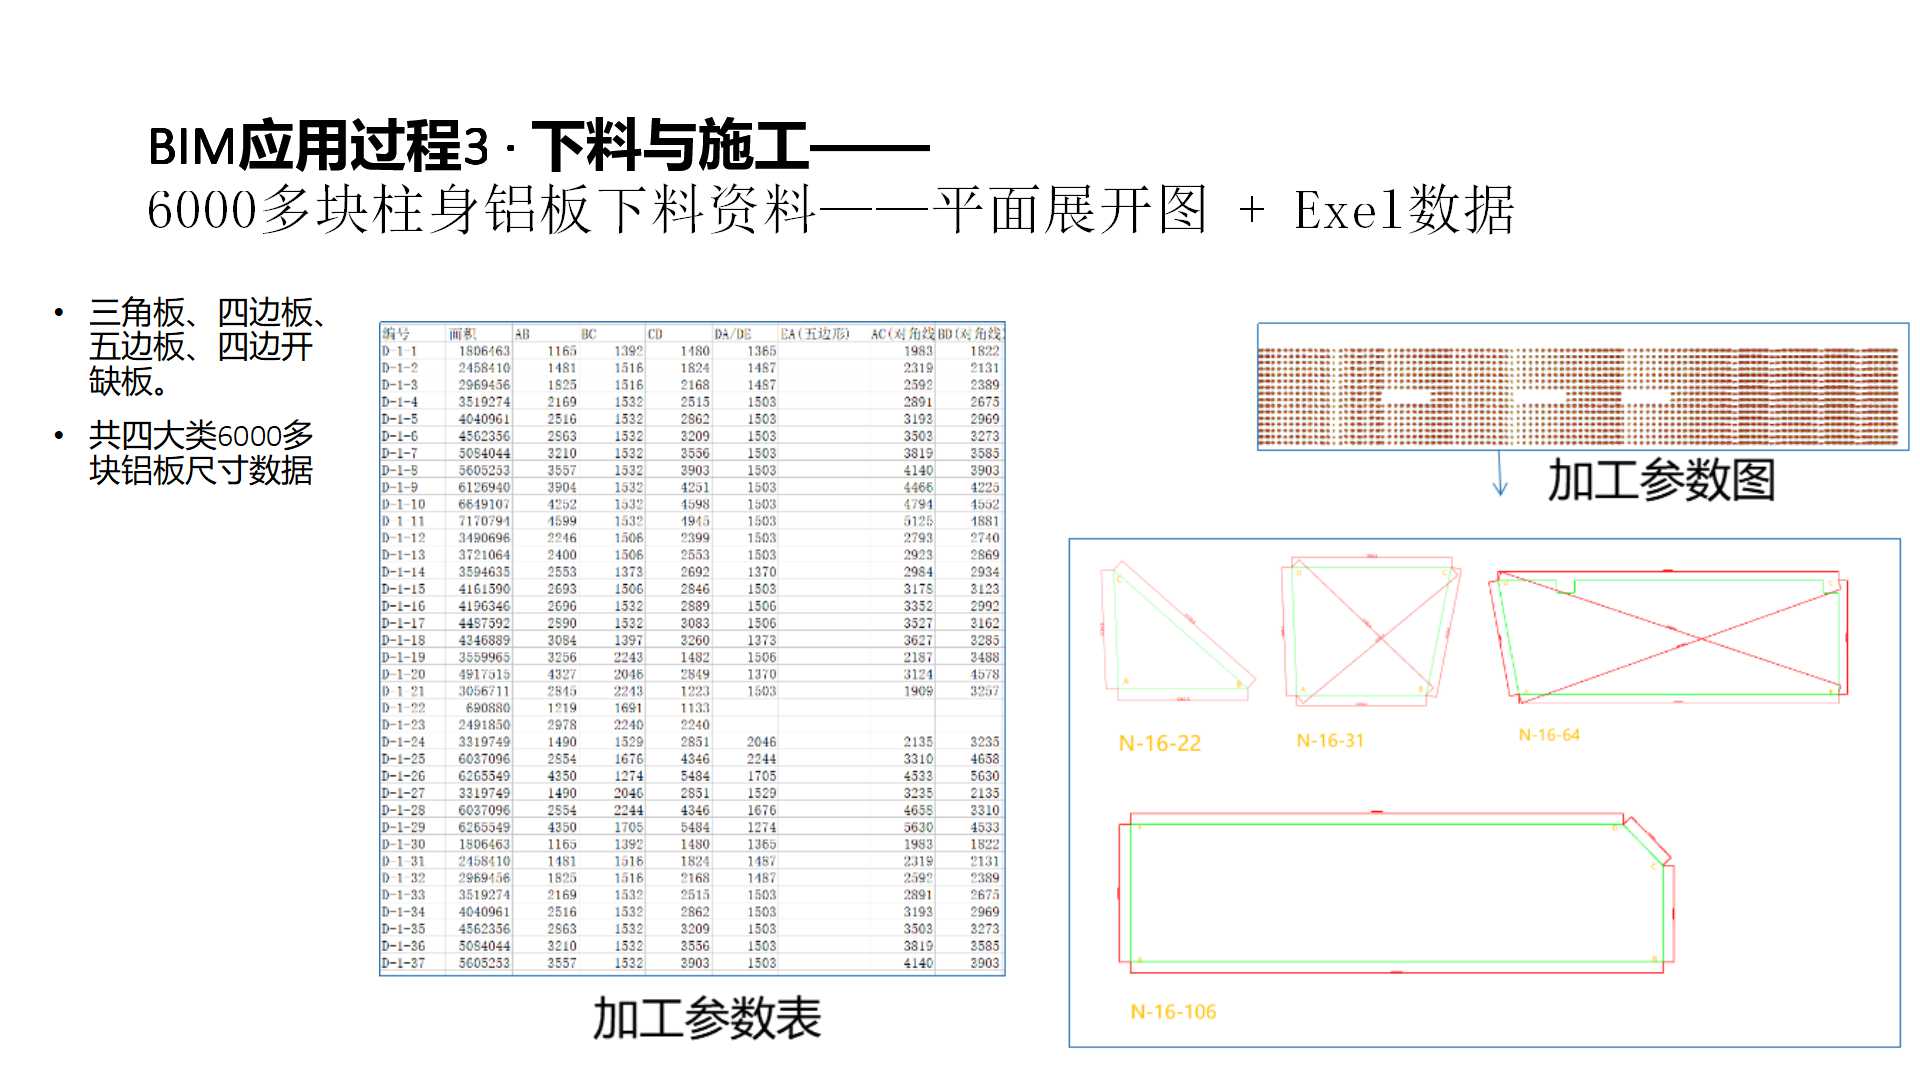 BIM应用过程3 · 下料与施工——
6000多块柱身铝板下料资料——平面展开图 + Exel数据
• 三角板、四边板、
五边板、四边开
缺板。
• 共四大类6000多
块铝板尺寸数据
编号 面积 AB BC CD DA/DE EA(五边形) AC(对角线 BD(对角线)
D-1-1 1806463 1165 1392 1480 1365 1983 1822
D-1-2 2458410 1481 1516 1824 1487 2319 2131
D-1-3 2969456 1825 1516 2168 1487 2592 2389
D-1-4 3519274 2169 1532 2515 1503 2891 2675
D-1-5 4040961 2516 1532 2862 1503 3193 2969
D-1-6 4562356 2863 1532 3209 1503 3503 3273
D-1-7 5084044 3210 1532 3556 1503 3819 3585
D-1-8 5605253 3557 1532 3903 1503 4140 3903
D-1-9 6126940 3904 1532 4251 1503 4466 4225
D-1-10 6649107 4252 1532 4598 1503 4794 4552
D-1-11 7170794 4599 1532 4945 1503 5125 4881
D-1-12 3490696 2246 1506 2399 1503 2793 2740
D-1-13 3721064 2400 1506 2553 1503 2923 2869
D-1-14 3594635 2553 1373 2692 1370 2984 2934
D-1-15 4161590 2693 1506 2846 1503 3178 3123
D-1-16 4196346 2696 1532 2889 1506 3352 2992
D-1-17 4487592 2890 1532 3083 1506 3527 3162
D-1-18 4346889 3084 1397 3260 1373 3627 3285
D-1-19 3559965 3256 2243 1482 1506 2187 3488
D-1-20 4917515 4327 2046 2849 1370 3124 4578
D-1-21 3056711 2845 2243 1223 1503 1909 3257
D-1-22 690880 1219 1691 1133
D-1-23 2491850 2978 2240 2240
D-1-24 3319749 1490 1529 2851 2046 2135 3235
D-1-25 6037096 2854 1676 4346 2244 3310 4658
D-1-26 6265549 4350 1274 5484 1705 4533 5630
D-1-27 3319749 1490 2046 2851 1529 3235 2135
D-1-28 6037096 2854 2244 4346 1676 4658 3310
D-1-29 6265549 4350 1705 5484 1274 5630 4533
D-1-30 1806463 1165 1392 1480 1365 1983 1822
D-1-31 2458410 1481 1516 1824 1487 2319 2131
D-1-32 2969456 1825 1516 2168 1487 2592 2389
D-1-33 3519274 2169 1532 2515 1503 2891 2675
D-1-34 4040961 2516 1532 2862 1503 3193 2969
D-1-35 4562356 2863 1532 3209 1503 3503 3273
D-1-36 5084044 3210 1532 3556 1503 3819 3585
D-1-37 5605253 3557 1532 3903 1503 4140 3903
加工参数表
加工参数图
N-16-22
N-16-31
N-16-64
N-16-106